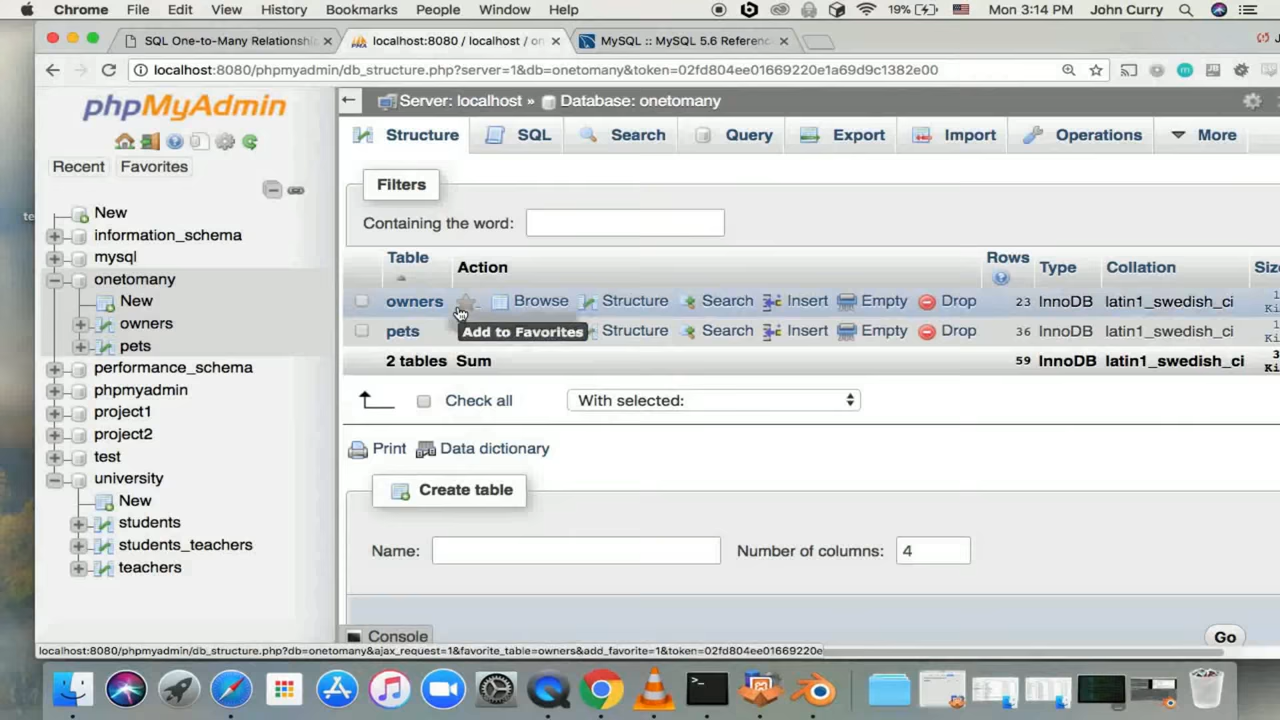 Chrome File Edit View History Bookmarks People Window Help 19% Mon 3:14 PM John Curry
SQL One-to-Many Relationshi localhost:8080 / localhost / on MySQL :: MySQL 5.6 Referenc
localhost:8080/phpmyadmin/db_structure.php?server=1&db=onetomany&token=02fd804ee01669220e1a69d9c1382e00
phpMyAdmin
Recent Favorites
New
information_schema
mysql
onetomany
New
owners
pets
performance_schema
phpmyadmin
project1
project2
test
university
New
students
students_teachers
teachers
Server: localhost » Database: onetomany
Structure SQL Search Query Export Import Operations More
Filters
Containing the word:
Table Action Rows Type Collation Siz
owners Browse Structure Search Insert Empty Drop 23 InnoDB latin1_swedish_ci
pets Add to Favorites Structure Search Insert Empty Drop 36 InnoDB latin1_swedish_ci
2 tables Sum 59 InnoDB latin1_swedish_ci
Check all With selected:
Print Data dictionary
Create table
Name: Number of columns: 4
Console Go
localhost:8080/phpmyadmin/db_structure.php?db=onetomany&ajax_request=1&favorite_table=owners&add_favorite=1&token=02fd804ee01669220e